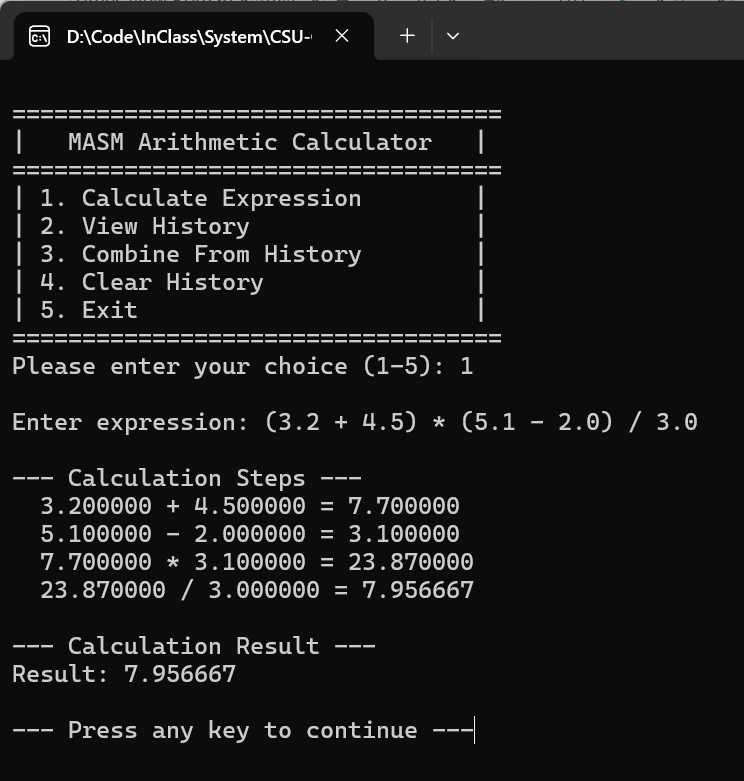 D:\Code\InClass\System\CSU-
===================================
|   MASM Arithmetic Calculator   |
===================================
| 1. Calculate Expression        |
| 2. View History                |
| 3. Combine From History        |
| 4. Clear History               |
| 5. Exit                        |
===================================
Please enter your choice (1-5): 1
Enter expression: (3.2 + 4.5) * (5.1 - 2.0) / 3.0
--- Calculation Steps ---
3.200000 + 4.500000 = 7.700000
5.100000 - 2.000000 = 3.100000
7.700000 * 3.100000 = 23.870000
23.870000 / 3.000000 = 7.956667
--- Calculation Result ---
Result: 7.956667
--- Press any key to continue ---